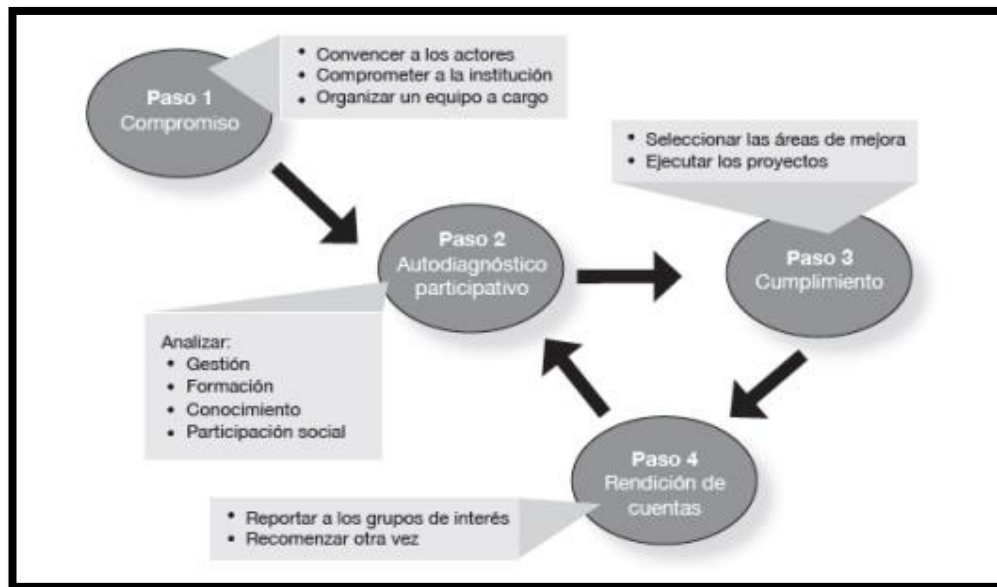 Paso 1
Compromiso
• Convencer a los actores
• Comprometer a la institución
• Organizar un equipo a cargo
Paso 2
Autodiagnóstico
participativo
Analizar:
• Gestión
• Formación
• Conocimiento
• Participación social
• Seleccionar las áreas de mejora
• Ejecutar los proyectos
Paso 3
Cumplimiento
Paso 4
Rendición de
cuentas
• Reportar a los grupos de interés
• Recomenzar otra vez